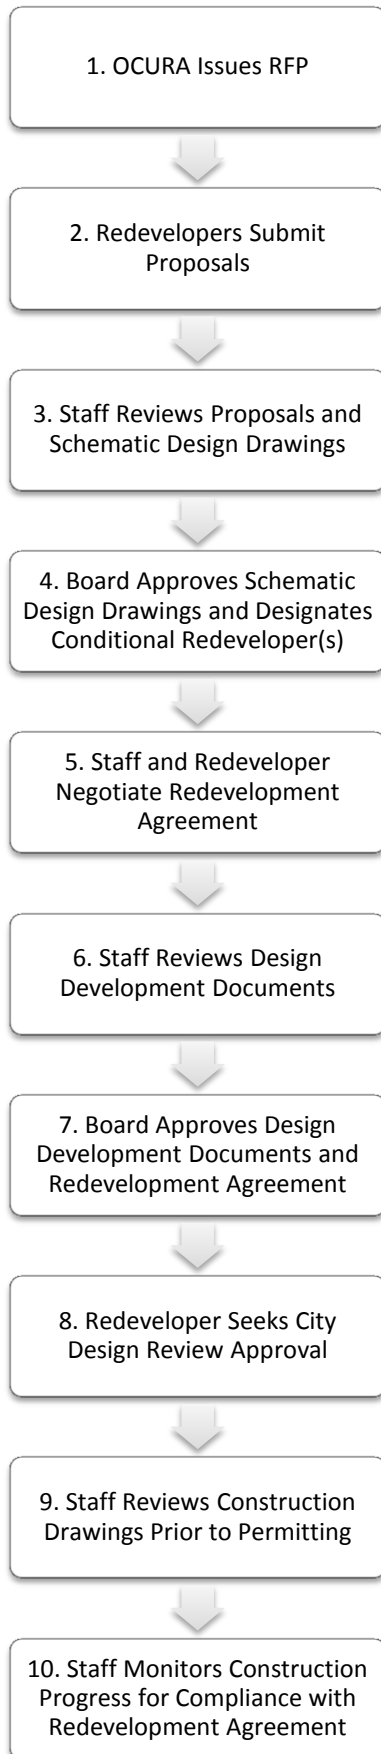 1. OCURA Issues RFP
2. Redevelopers Submit
Proposals
3. Staff Reviews Proposals and
Schematic Design Drawings
4. Board Approves Schematic
Design Drawings and Designates
Conditional Redeveloper(s)
5. Staff and Redeveloper
Negotiate Redevelopment
Agreement
6. Staff Reviews Design
Development Documents
7. Board Approves Design
Development Documents and
Redevelopment Agreement
8. Redeveloper Seeks City
Design Review Approval
9. Staff Reviews Construction
Drawings Prior to Permitting
10. Staff Monitors Construction
Progress for Compliance with
Redevelopment Agreement